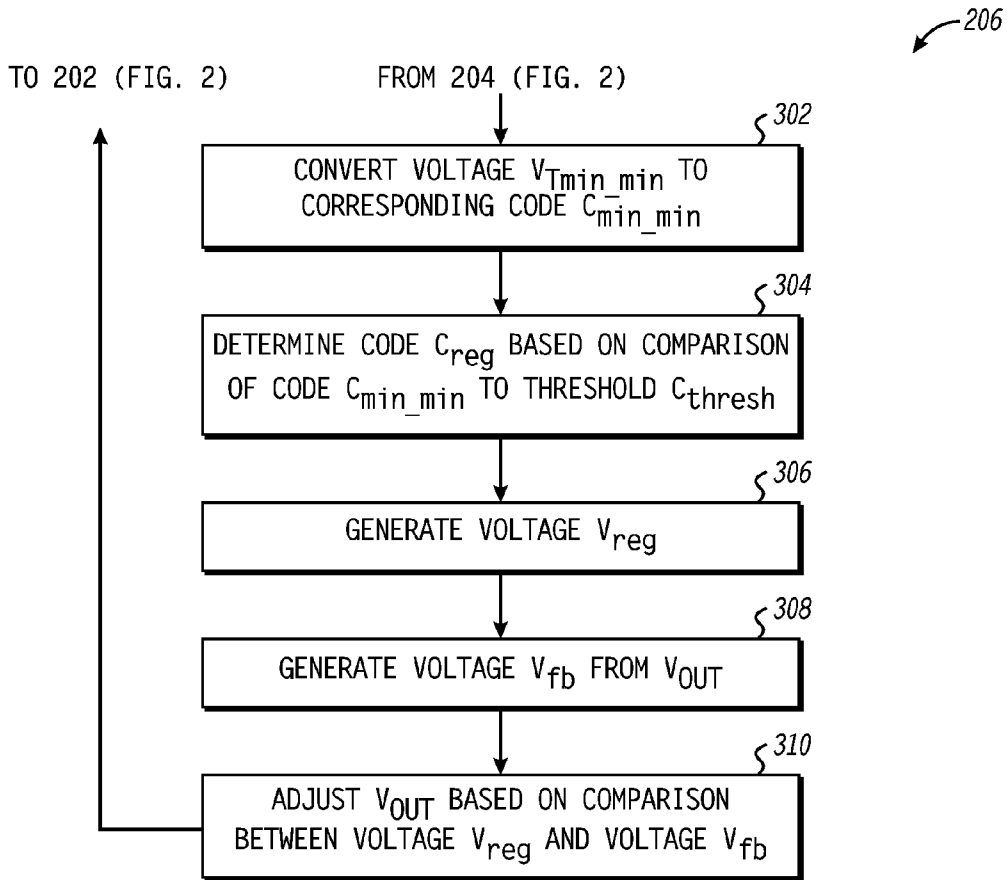 206
TO 202 (FIG. 2)
FROM 204 (FIG. 2)
302
CONVERT VOLTAGE VTmin_min TO
CORRESPONDING CODE Cmin_min
304
DETERMINE CODE Creg BASED ON COMPARISON
OF CODE Cmin_min TO THRESHOLD Cthresh
306
GENERATE VOLTAGE Vreg
308
GENERATE VOLTAGE Vfb FROM VOUT
310
ADJUST VOUT BASED ON COMPARISON
BETWEEN VOLTAGE Vreg AND VOLTAGE Vfb